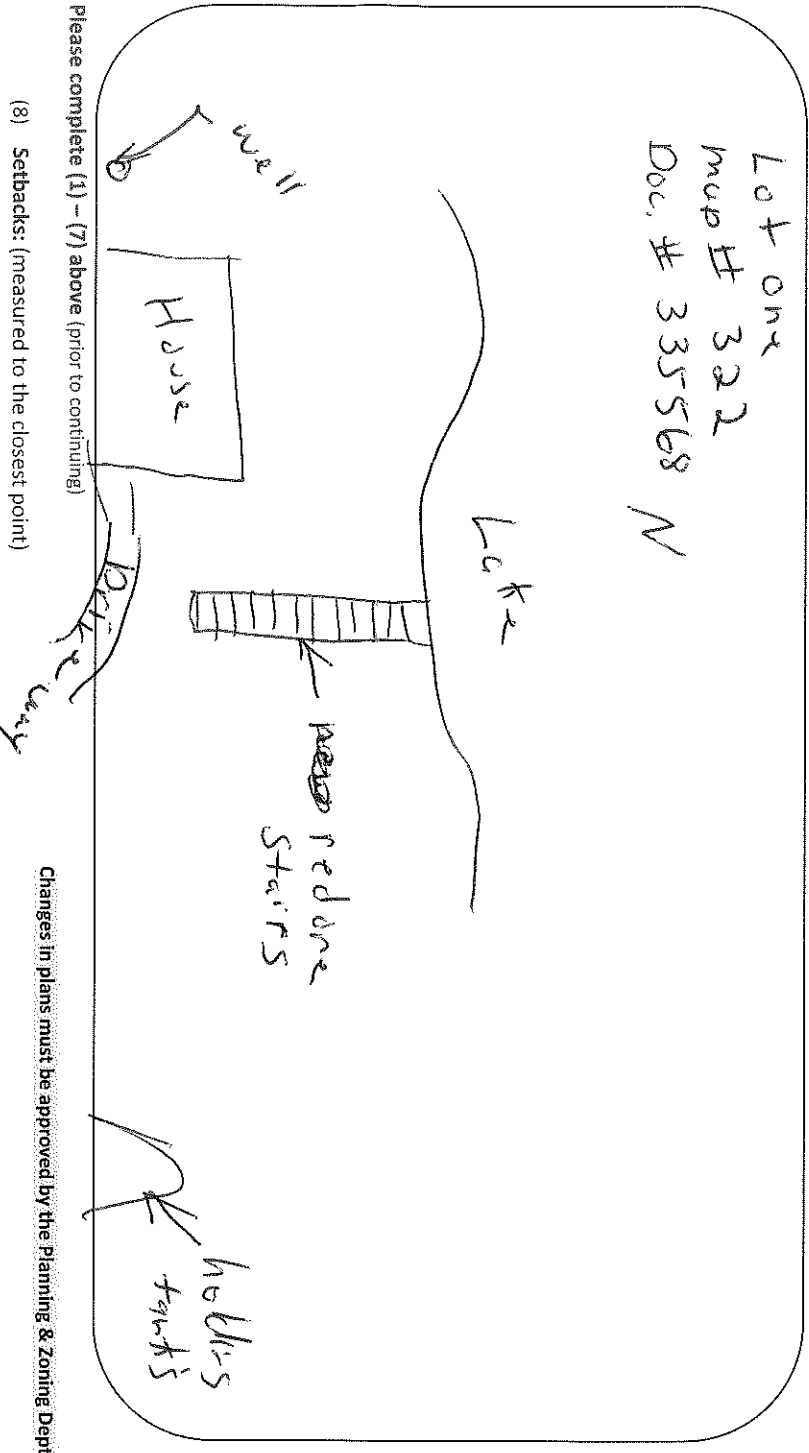 Lot one
map # 322
Doc. # 335568
N
Lake
redone
stairs
well
House
Drive way
holding
tanks
Please complete (1) – (7) above (prior to continuing)
(8) Setbacks: (measured to the closest point)
Changes in plans must be approved by the Planning & Zoning Dept